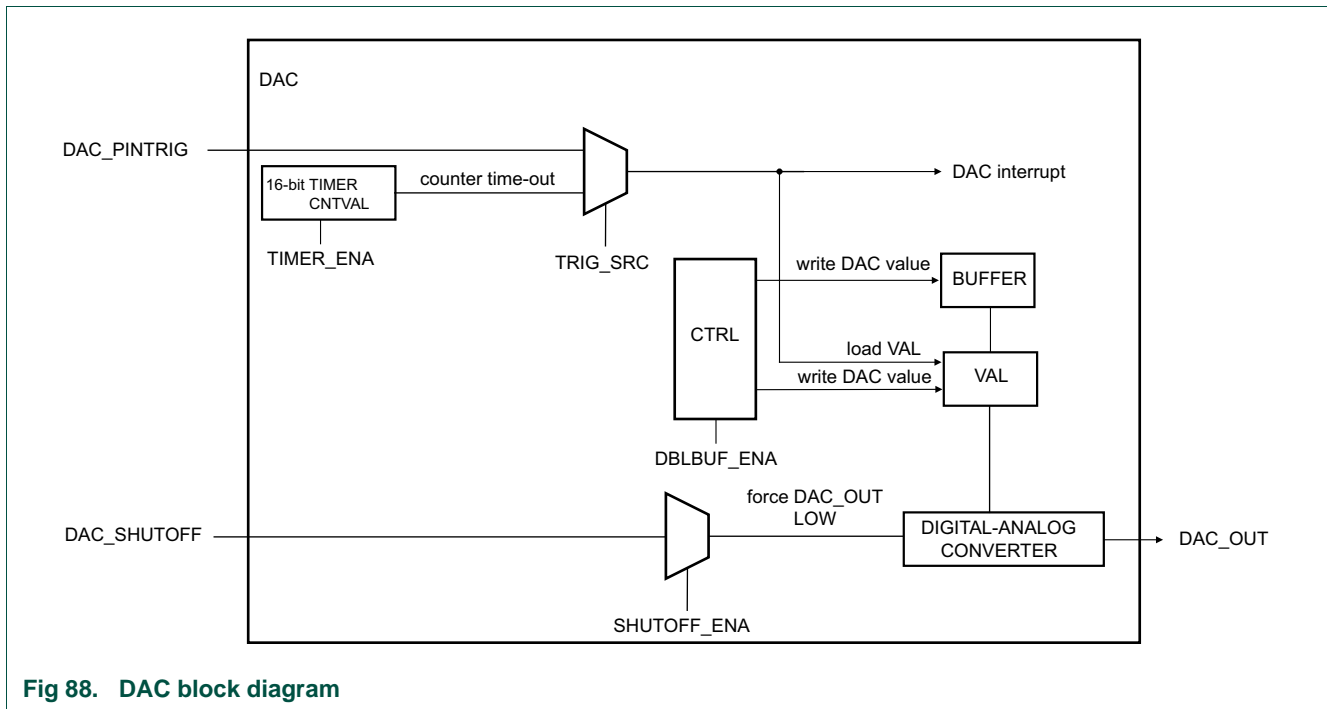 DAC
DAC_PINTRIG
16-bit TIMER
CNTVAL
counter time-out
DAC interrupt
TIMER_ENA
TRIG_SRC
write DAC value
BUFFER
CTRL
load VAL
write DAC value
VAL
DBLBUF_ENA
DAC_SHUTOFF
force DAC_OUT
LOW
DIGITAL-ANALOG
CONVERTER
DAC_OUT
SHUTOFF_ENA
Fig 88. DAC block diagram